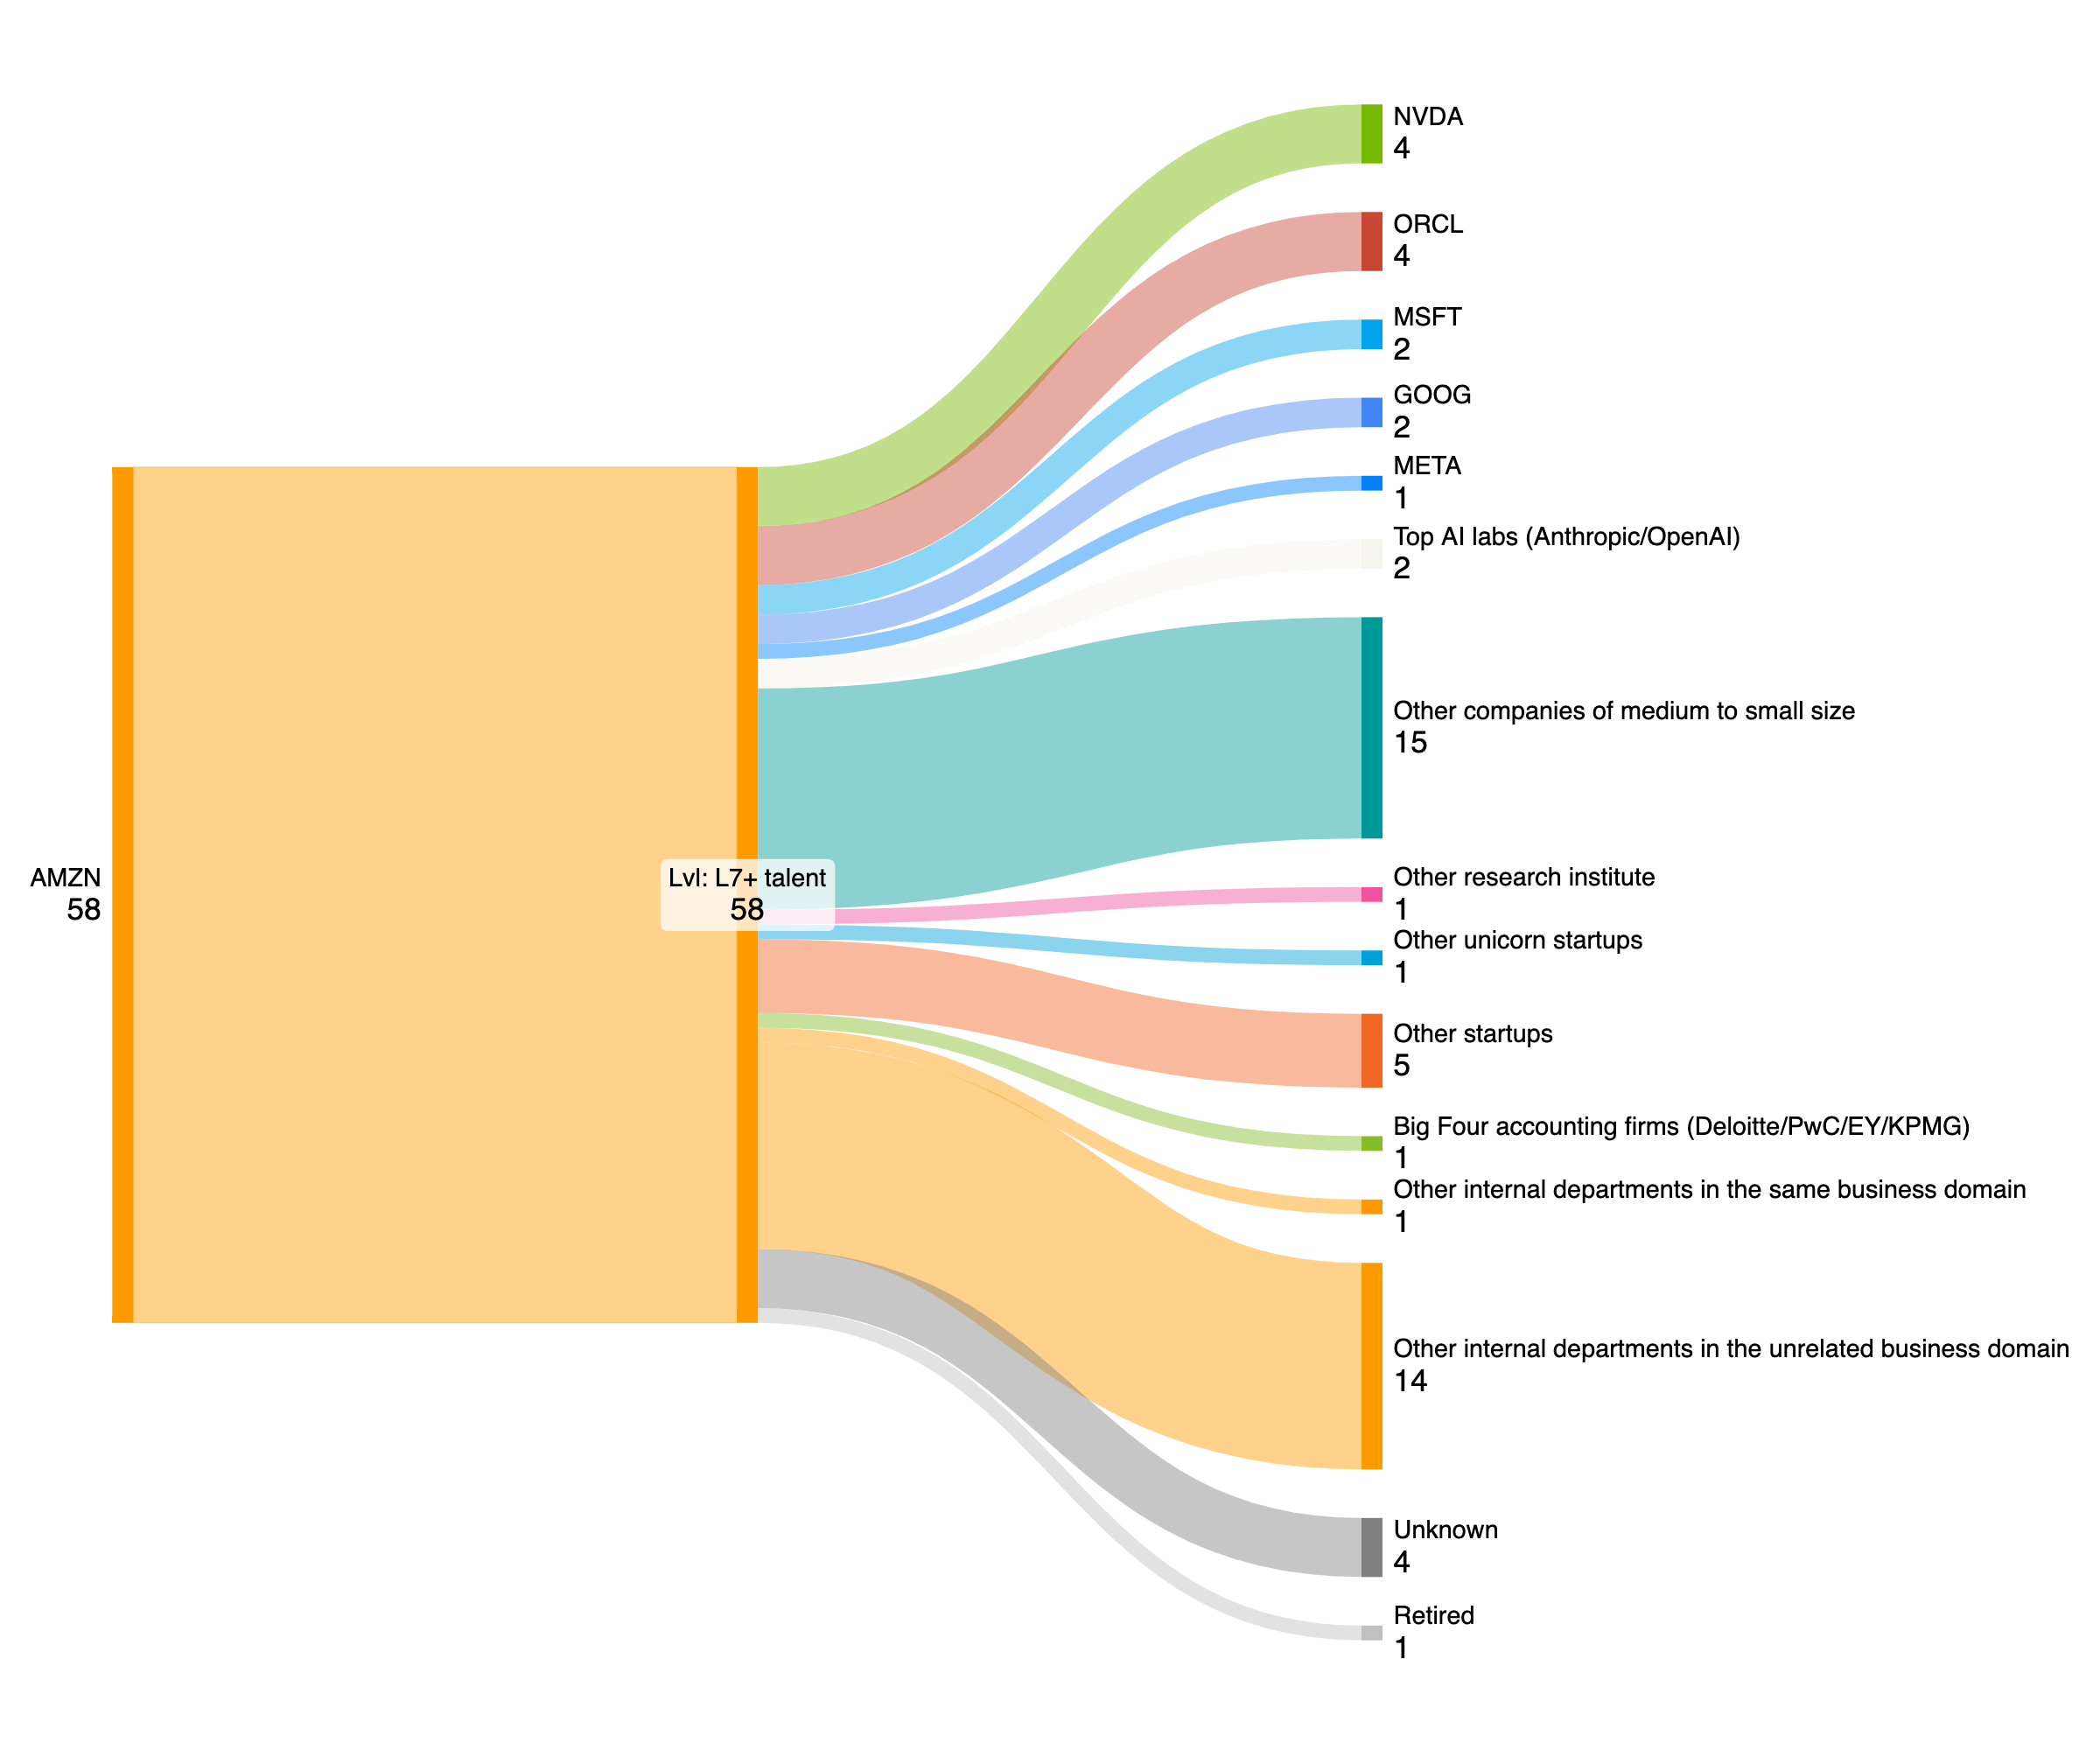 NVDA
4
ORCL
4
MSFT
2
GOOG
2
META
1
Top AI labs (Anthropic/OpenAI)
2
Other companies of medium to small size
15
AMZN
58
Lvl: L7+ talent
58
Other research institute
1
Other unicorn startups
1
Other startups
5
Big Four accounting firms (Deloitte/PwC/EY/KPMG)
1
Other internal departments in the same business domain
1
Other internal departments in the unrelated business domain
14
Unknown
4
Retired
1